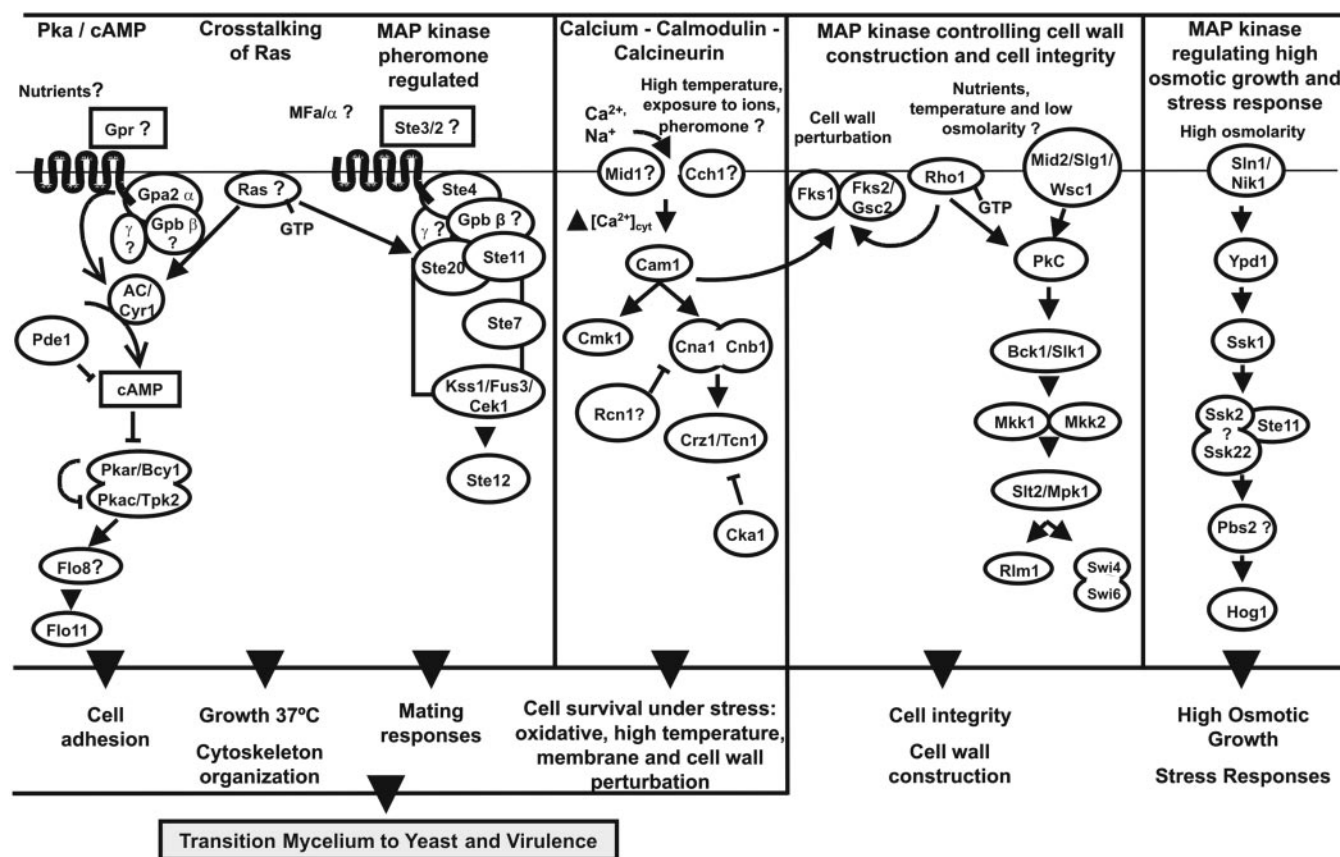 Pka / cAMP
Crosstalking
of Ras
MAP kinase
pheromone
regulated
Calcium - Calmodulin -
Calcineurin
MAP kinase controlling cell wall
construction and cell integrity
MAP kinase
regulating high
osmotic growth and
stress response
Nutrients?
Gpr ?
Gpa2 α
Gpb β
?
γ
?
AC/
Cyr1
Pde1
cAMP
Pkar/Bcy1
Pkac/Tpk2
Flo8?
Flo11
Ras ?
GTP
MFa/α ?
Ste3/2 ?
Ste4
Gpb β ?
γ ?
Ste20
Ste11
Ste7
Kss1/Fus3/
Cek1
Ste12
High temperature,
exposure to ions,
pheromone ?
Ca2+,
Na+
Mid1?
Cch1?
[Ca2+]cyt
Cam1
Cmk1
Cna1
Cnb1
Rcn1?
Crz1/Tcn1
Cka1
Cell wall
perturbation
Nutrients,
temperature and low
osmolarity ?
Fks1
Fks2/
Gsc2
Rho1
GTP
Mid2/Slg1/
Wsc1
PkC
Bck1/Slk1
Mkk1
Mkk2
Slt2/Mpk1
Rlm1
Swi4
Swi6
High osmolarity
Sln1/
Nik1
Ypd1
Ssk1
Ssk2
?
Ssk22
Ste11
Pbs2 ?
Hog1
Cell
adhesion
Growth 37ºC
Cytoskeleton
organization
Mating
responses
Cell survival under stress:
oxidative, high temperature,
membrane and cell wall
perturbation
Cell integrity
Cell wall
construction
High Osmotic
Growth
Stress Responses
Transition Mycelium to Yeast and Virulence